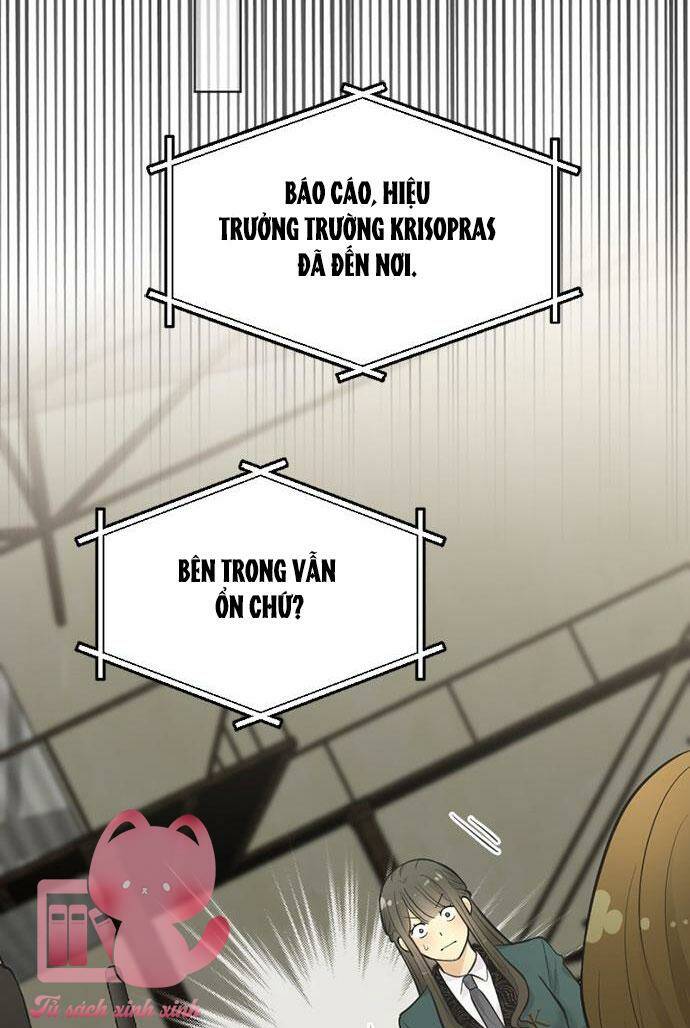 BÁO CÁO, HIỆU
TRƯỞNG TRƯỜNG KRISOPRAS
ĐÃ ĐẾN NƠI.
BÊN TRONG VẪN
ỔN CHỨ?
Tủ sách xinh xinh